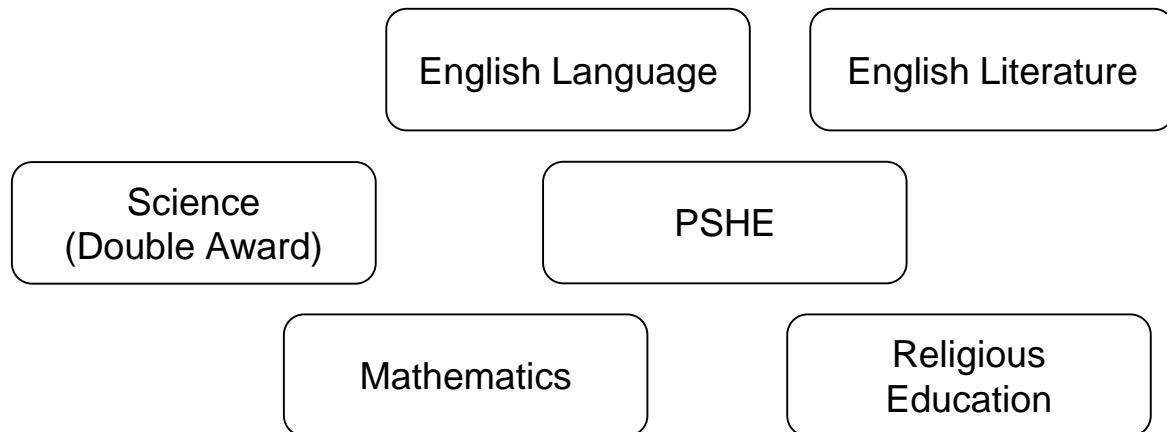 English Language
English Literature
Science
(Double Award)
PSHE
Mathematics
Religious
Education